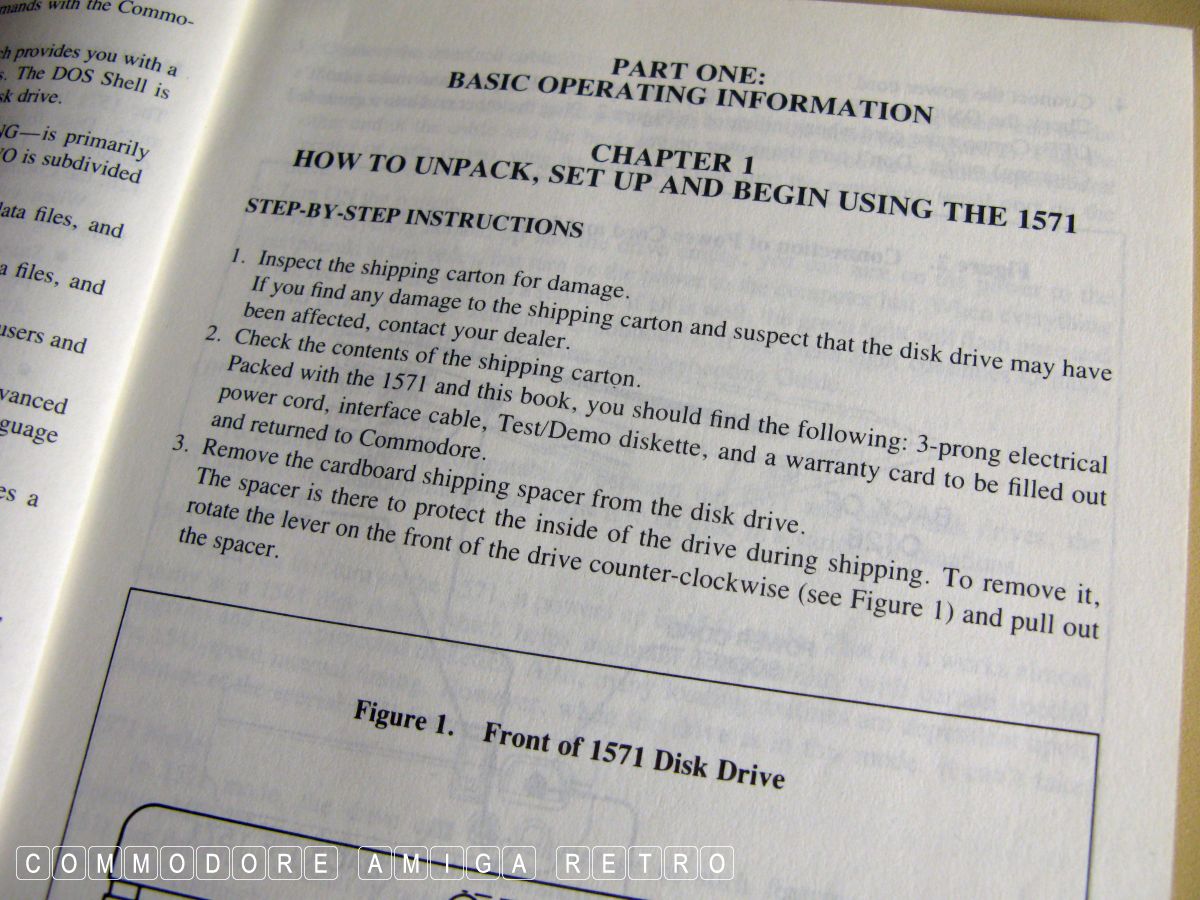 mands with the Commo-
ch provides you with a
s. The DOS Shell is
sk drive.
NG—is primarily
VO is subdivided
data files, and
a files, and
users and
vanced
guage
es a
PART ONE:
BASIC OPERATING INFORMATION
CHAPTER 1
HOW TO UNPACK, SET UP AND BEGIN USING THE 1571
STEP-BY-STEP INSTRUCTIONS
1. Inspect the shipping carton for damage.
If you find any damage to the shipping carton and suspect that the disk drive may have
been affected, contact your dealer.
2. Check the contents of the shipping carton.
Packed with the 1571 and this book, you should find the following: 3-prong electrical
power cord, interface cable, Test/Demo diskette, and a warranty card to be filled out
and returned to Commodore.
3. Remove the cardboard shipping spacer from the disk drive.
The spacer is there to protect the inside of the drive during shipping. To remove it,
rotate the lever on the front of the drive counter-clockwise (see Figure 1) and pull out
the spacer.
Figure 1. Front of 1571 Disk Drive
COMMODORE AMIGA RETRO